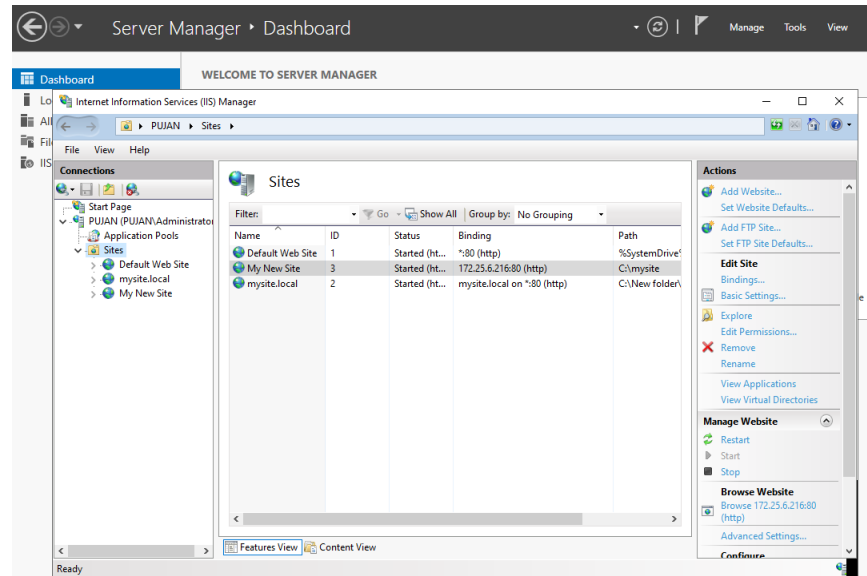 Server Manager ‣ Dashboard
Manage Tools View
Dashboard
WELCOME TO SERVER MANAGER
Lo
All
Fil
IIS
Internet Information Services (IIS) Manager
PUJAN ‣ Sites ‣
File View Help
Connections
Start Page
PUJAN (PUJAN\Administrator
Application Pools
Sites
Default Web Site
mysite.local
My New Site
Sites
Filter: Go Show All Group by: No Grouping
Name ID Status Binding Path
Default Web Site 1 Started (ht... *:80 (http) %SystemDrive%
My New Site 3 Started (ht... 172.25.6.216:80 (http) C:\mysite
mysite.local 2 Started (ht... mysite.local on *:80 (http) C:\New folder\
Features View Content View
Ready
Actions
Add Website...
Set Website Defaults...
Add FTP Site...
Set FTP Site Defaults...
Edit Site
Bindings...
Basic Settings...
Explore
Edit Permissions...
Remove
Rename
View Applications
View Virtual Directories
Manage Website
Restart
Start
Stop
Browse Website
Browse 172.25.6.216:80
(http)
Advanced Settings...
Configure